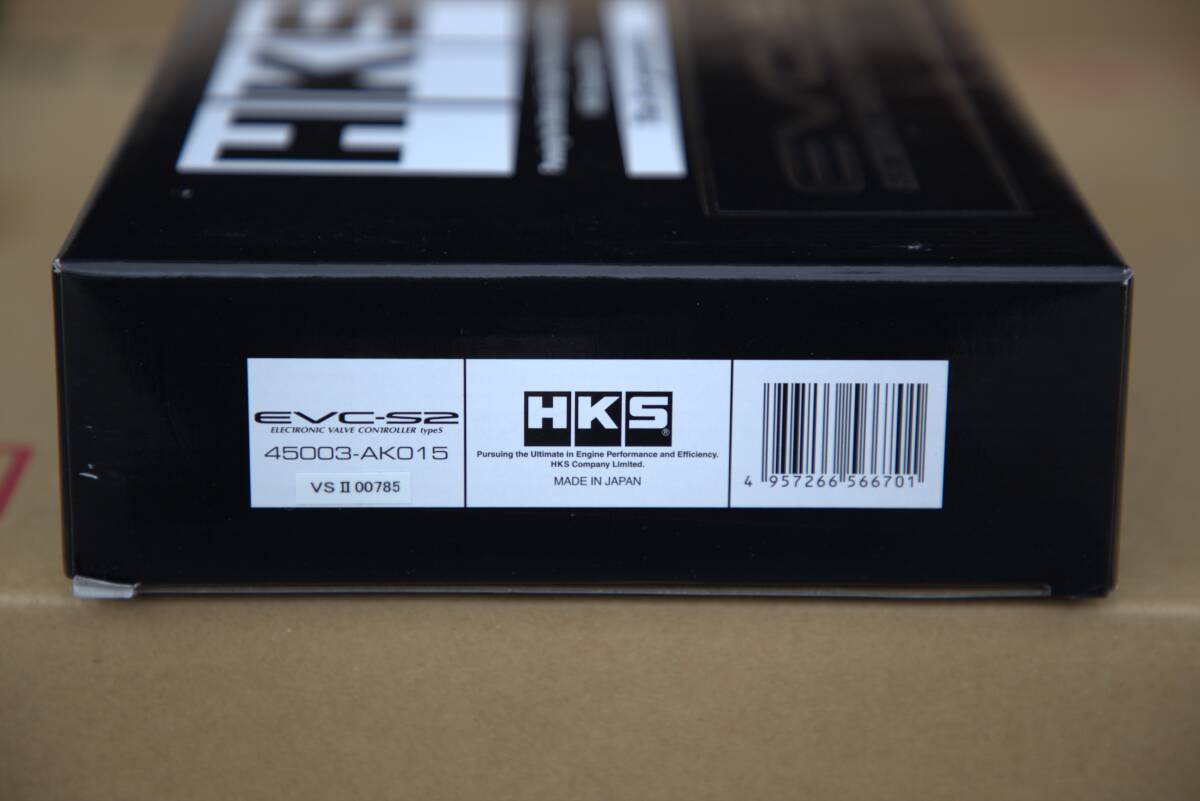 HKS
EVC-S2
ELECTRONIC VALVE CONTROLLER typeS
45003-AK015
VS II 00785
HKS®
Pursuing the Ultimate in Engine Performance and Efficiency.
HKS Company Limited.
MADE IN JAPAN
4 957266 566701